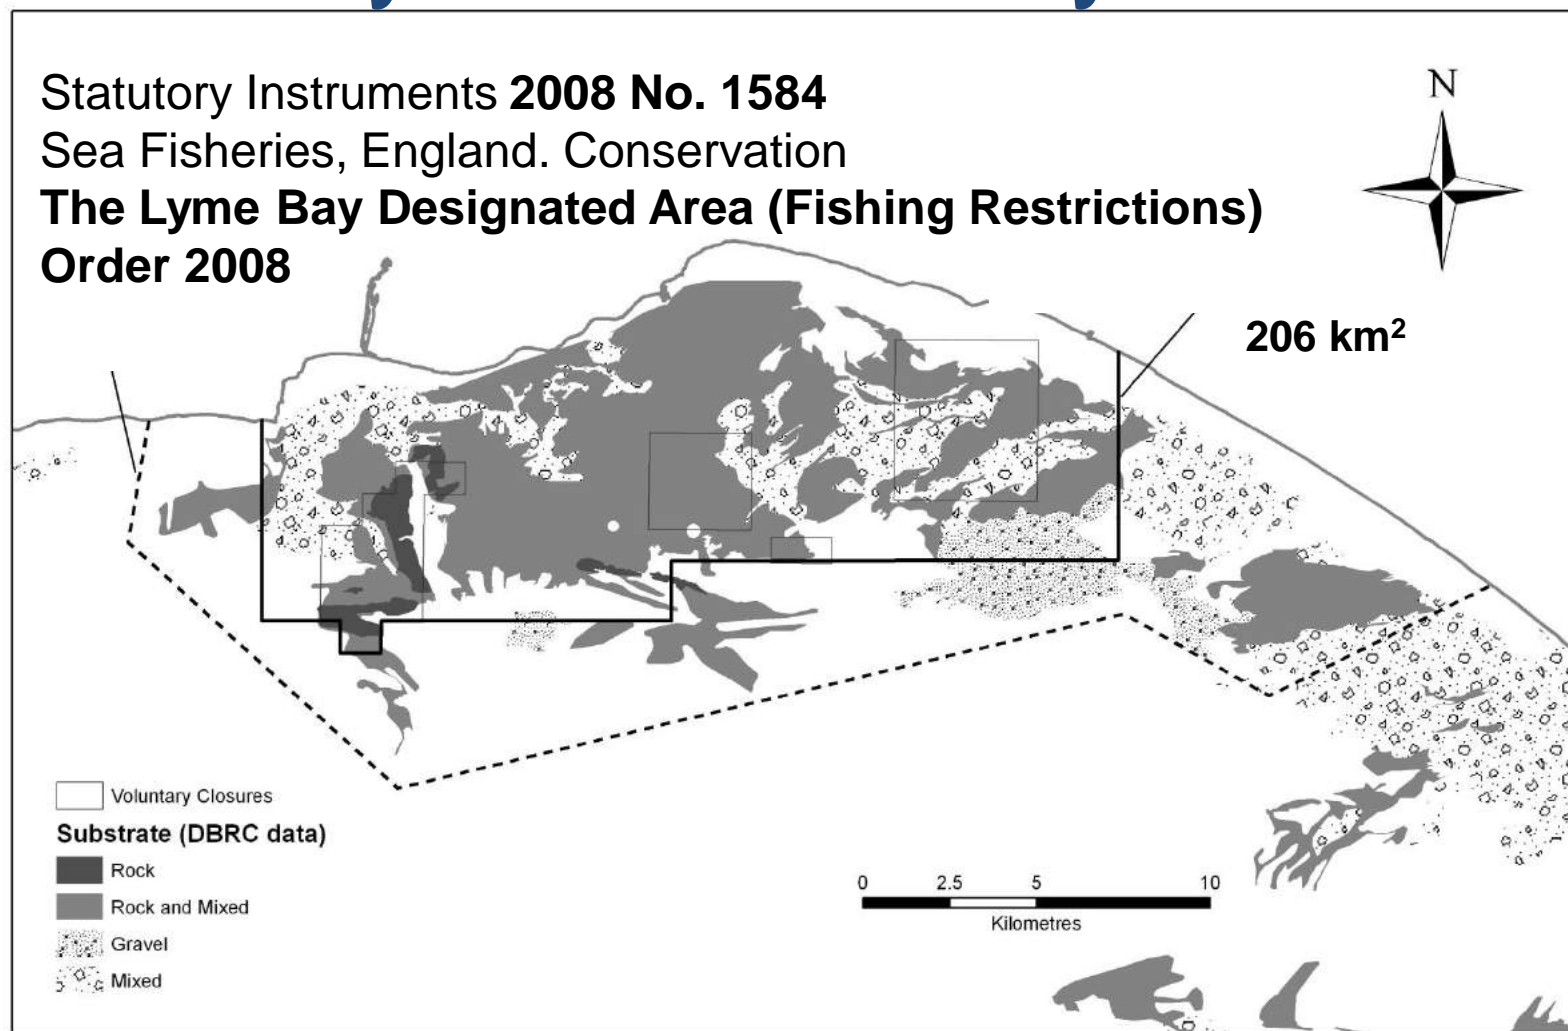 Statutory Instruments 2008 No. 1584
Sea Fisheries, England. Conservation
The Lyme Bay Designated Area (Fishing Restrictions)
Order 2008
N
206 km²
Voluntary Closures
Substrate (DBRC data)
Rock
Rock and Mixed
Gravel
Mixed
0 2.5 5 10
Kilometres